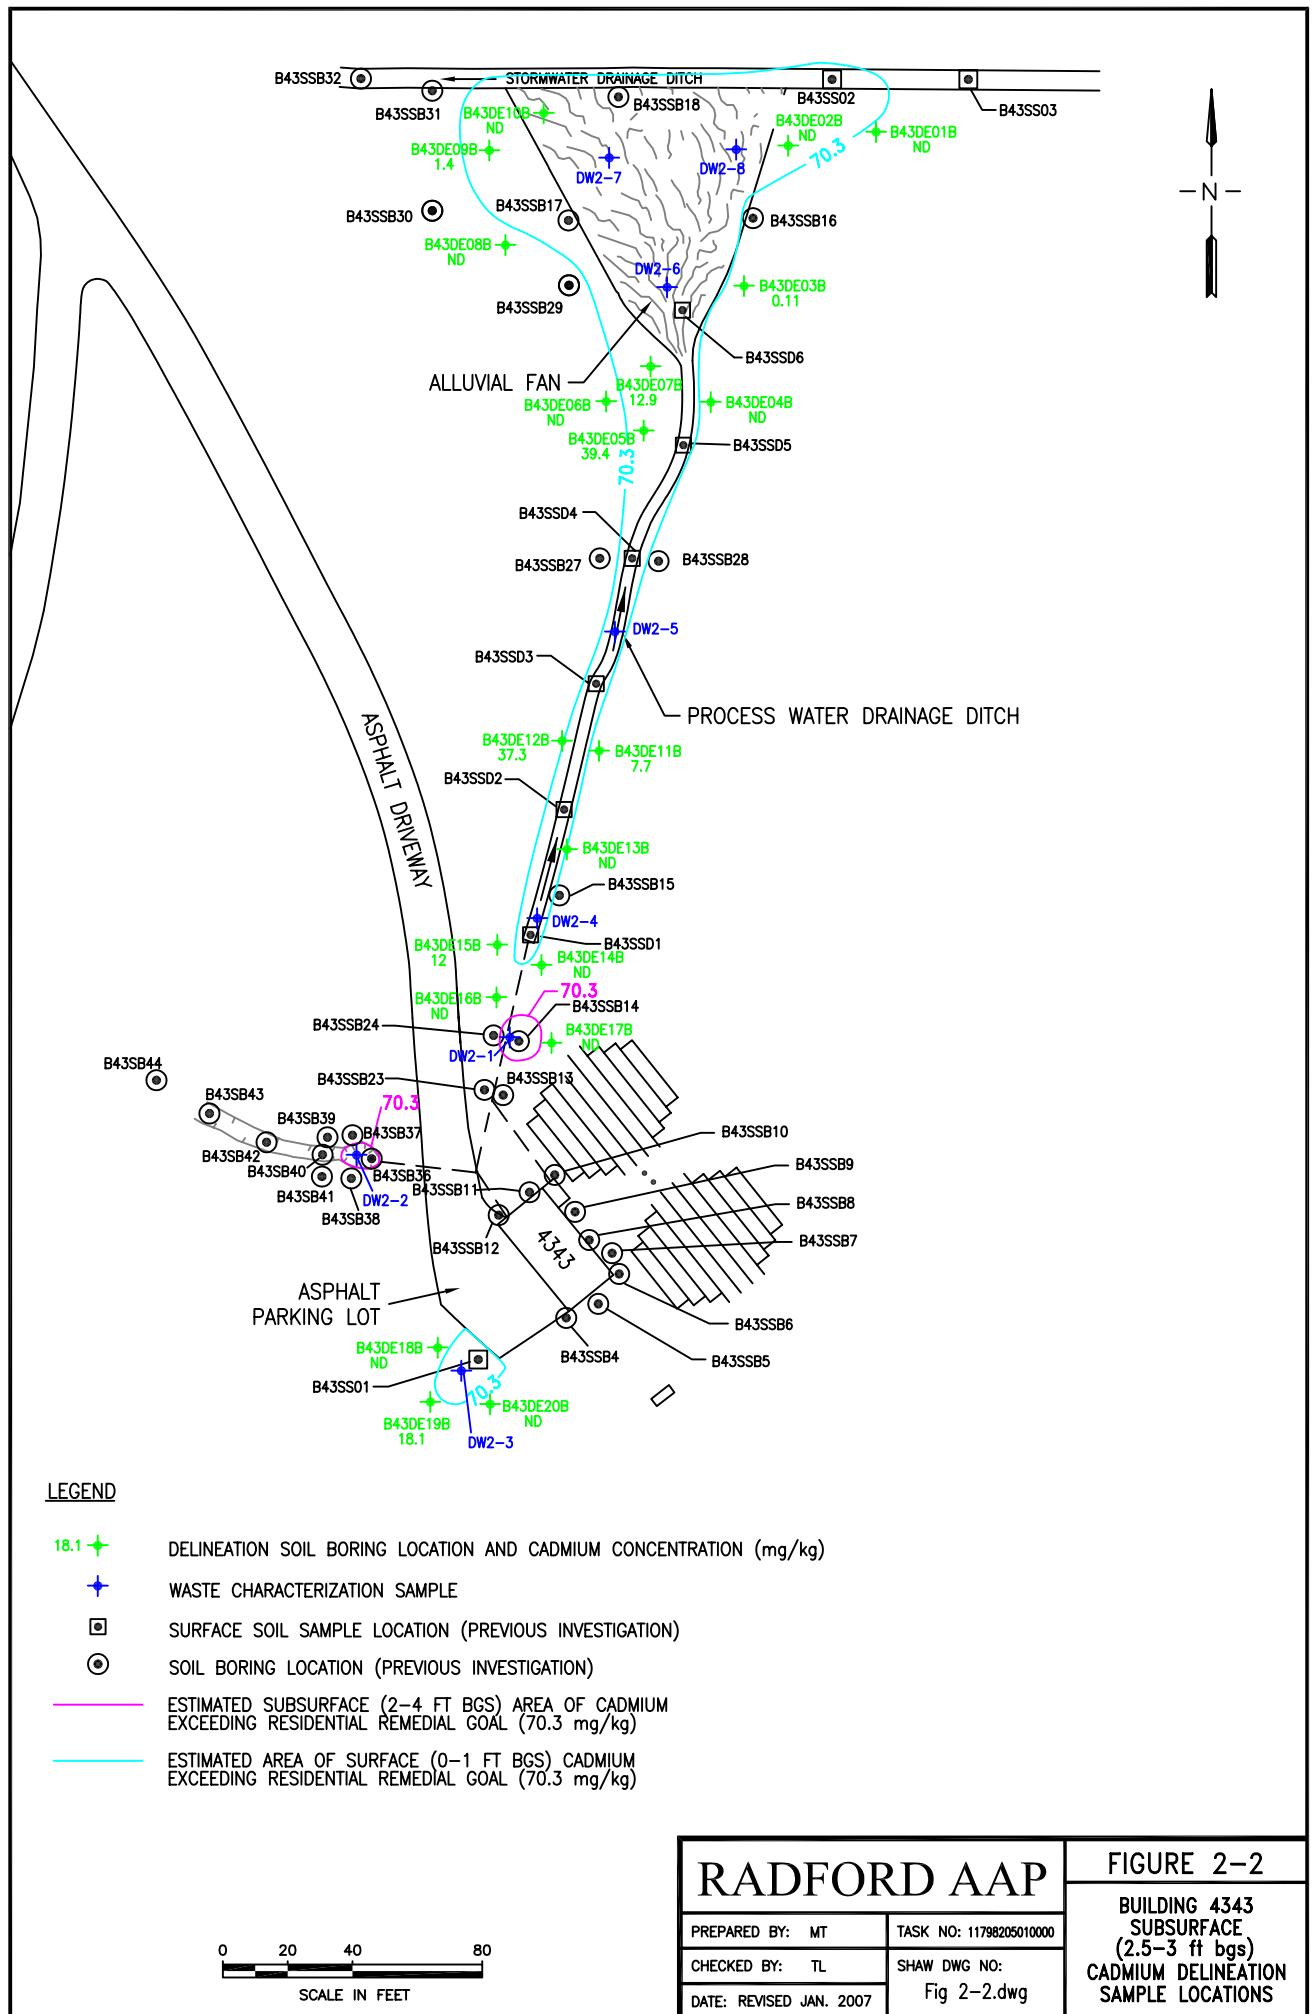 B43SSB32
STORMWATER DRAINAGE DITCH
B43SSB31
B43SSB18
B43SS02
B43SS03
B43DE10B
ND
B43DE02B
ND
B43DE01B
ND
B43DE09B
1.4
70.3
DW2-7
DW2-8
N
B43SSB30
B43SSB17
B43SSB16
B43DE08B
ND
DW2-6
B43SSB29
B43DE03B
0.11
B43SSD6
ALLUVIAL FAN
B43DE07B
12.9
B43DE06B
ND
B43DE04B
ND
B43DE05B
39.4
B43SSD5
70.3
B43SSD4
B43SSB27
B43SSB28
DW2-5
B43SSD3
PROCESS WATER DRAINAGE DITCH
ASPHALT DRIVEWAY
B43DE12B
37.3
B43DE11B
7.7
B43SSD2
B43DE13B
ND
B43SSB15
DW2-4
B43SSD1
B43DE15B
12
B43DE14B
ND
B43DE16B
ND
70.3
B43SSB14
B43SSB24
B43DE17B
ND
DW2-1
B43SB44
B43SSB23
B43SSB13
B43SB43
70.3
B43SB39
B43SB37
B43SB42
B43SB40
B43SB36
B43SB41
B43SB38
DW2-2
B43SSB10
B43SSB9
B43SSB11
B43SSB8
B43SSB7
B43SSB12
4343
ASPHALT
PARKING LOT
B43SSB6
B43SSB4
B43SSB5
B43DE18B
ND
B43SS01
70.3
B43DE19B
18.1
B43DE20B
ND
DW2-3
LEGEND
18.1 DELINEATION SOIL BORING LOCATION AND CADMIUM CONCENTRATION (mg/kg)
WASTE CHARACTERIZATION SAMPLE
SURFACE SOIL SAMPLE LOCATION (PREVIOUS INVESTIGATION)
SOIL BORING LOCATION (PREVIOUS INVESTIGATION)
ESTIMATED SUBSURFACE (2-4 FT BGS) AREA OF CADMIUM
EXCEEDING RESIDENTIAL REMEDIAL GOAL (70.3 mg/kg)
ESTIMATED AREA OF SURFACE (0-1 FT BGS) CADMIUM
EXCEEDING RESIDENTIAL REMEDIAL GOAL (70.3 mg/kg)
0 20 40 80
SCALE IN FEET
RADFORD AAP
PREPARED BY: MT
TASK NO: 11798205010000
CHECKED BY: TL
SHAW DWG NO:
Fig 2-2.dwg
DATE: REVISED JAN. 2007
FIGURE 2-2
BUILDING 4343
SUBSURFACE
(2.5-3 ft bgs)
CADMIUM DELINEATION
SAMPLE LOCATIONS